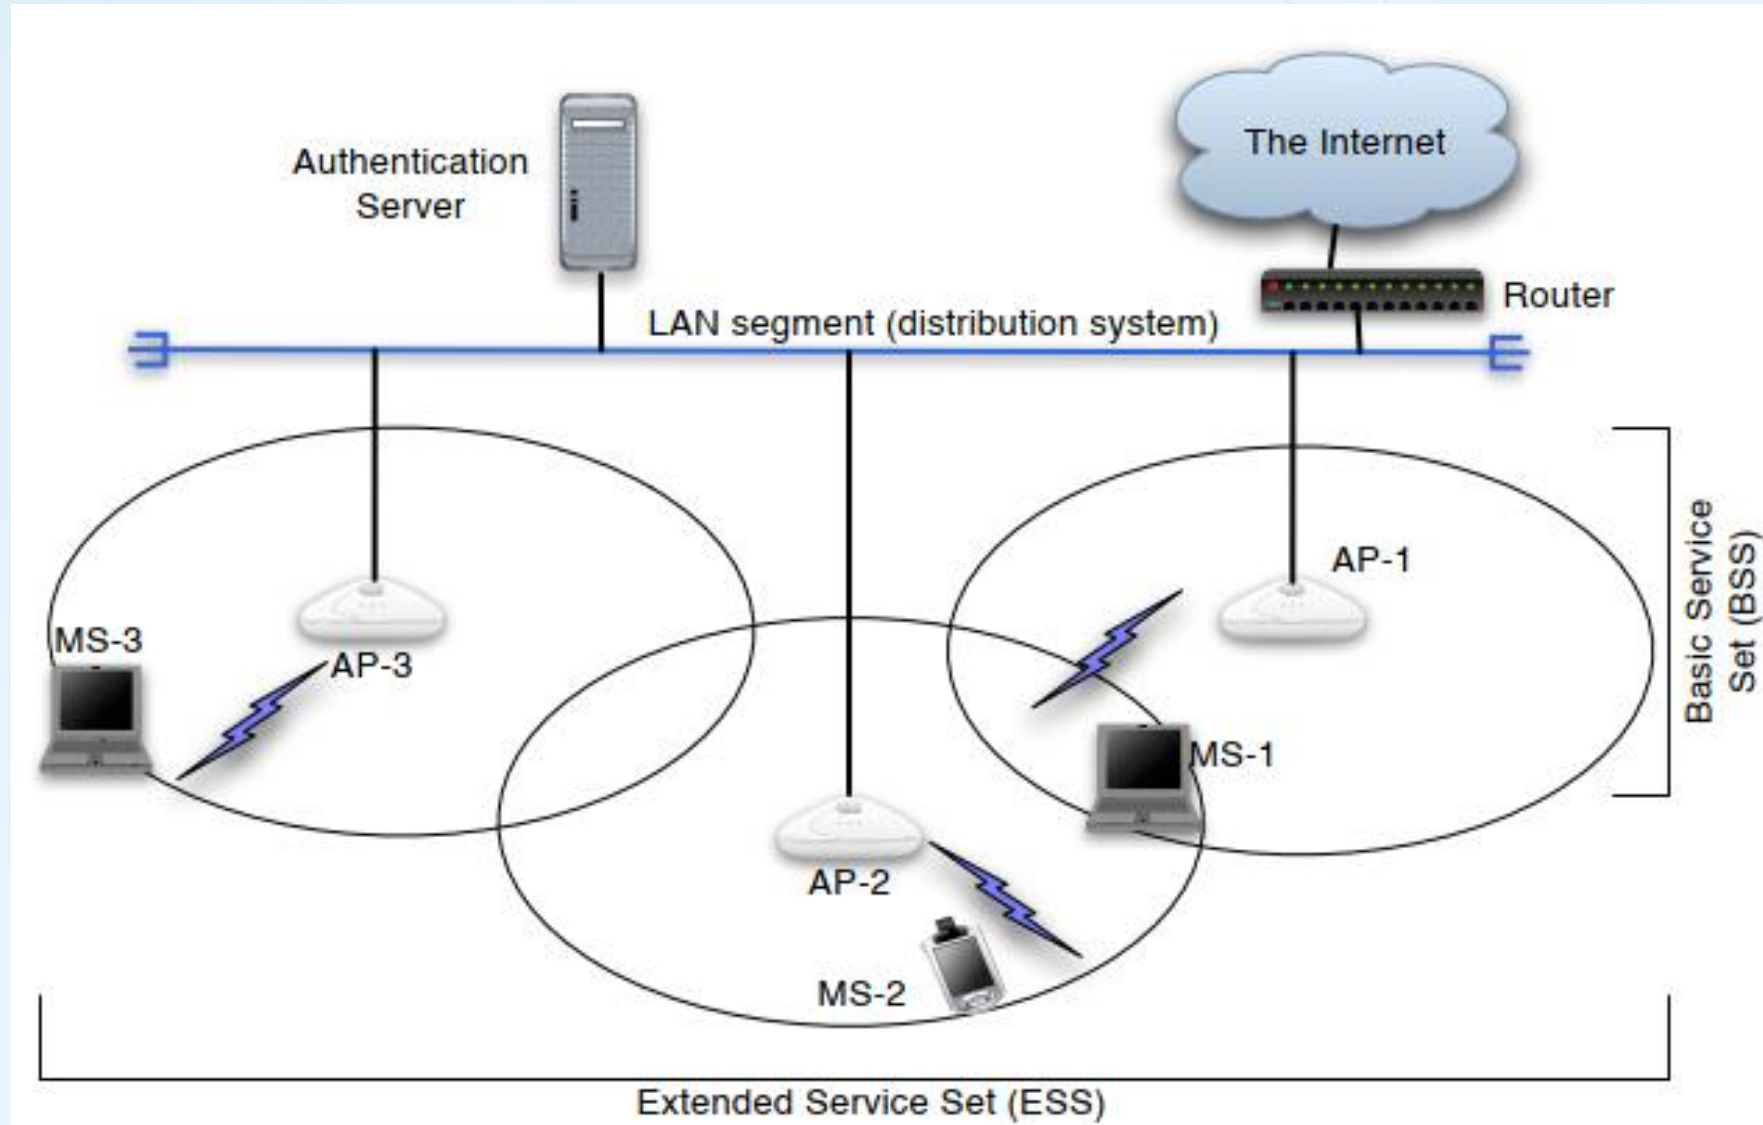 Authentication
Server
The Internet
Router
LAN segment (distribution system)
AP-1
Basic Service
Set (BSS)
MS-3
AP-3
MS-1
AP-2
MS-2
Extended Service Set (ESS)